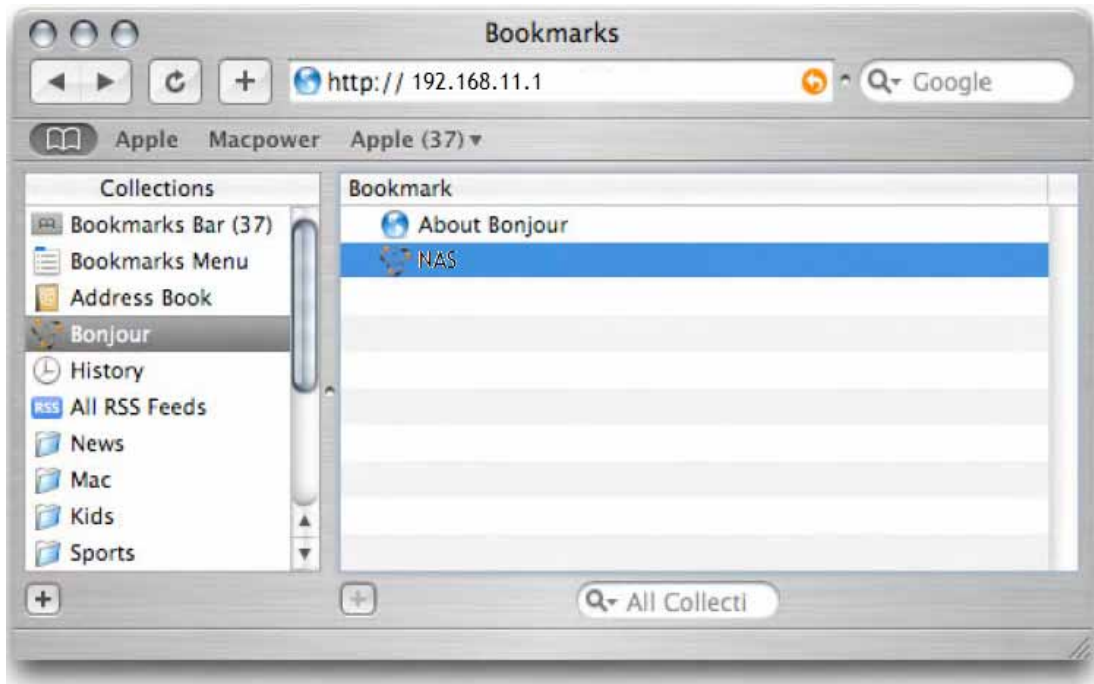 Bookmarks
http:// 192.168.11.1
Google
Apple Macpower Apple (37)
Collections
Bookmarks Bar (37)
Bookmarks Menu
Address Book
Bonjour
History
RSS All RSS Feeds
News
Mac
Kids
Sports
Bookmark
About Bonjour
NAS
All Collecti